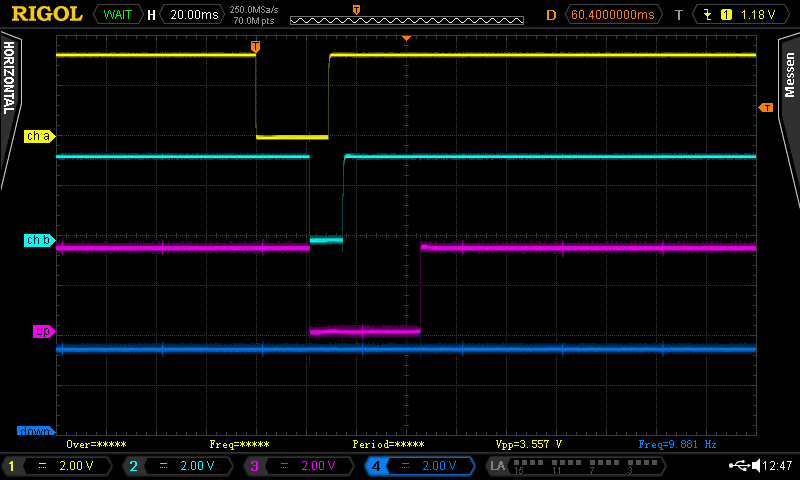 RIGOL WAIT H 20.00ms 250.0MSa/s 70.0M pts T D 60.4000000ms T 1 1.18 V
HORIZONTAL
Messen
T
T
ch a
ch b
up
down
Over=***** Freq=***** Period=***** Vpp=3.557 V Freq=9.881 Hz
1 = 2.00 V 2 = 2.00 V 3 = 2.00 V 4 = 2.00 V LA 15 11 7 3 12:47